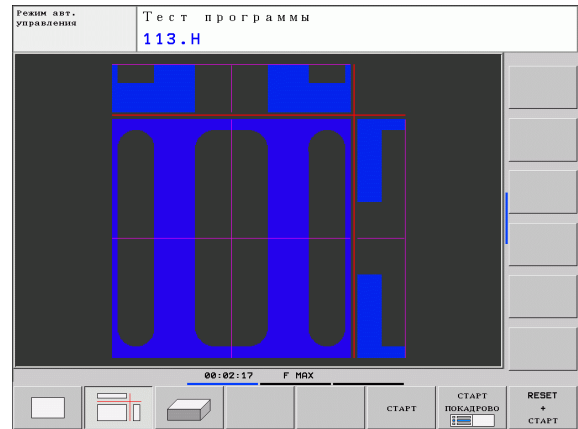 Режим авт.
управления
Тест программы
113.H
00:02:17 F MAX
СТАРТ
СТАРТ
ПОКАДРОВО
RESET
+
СТАРТ